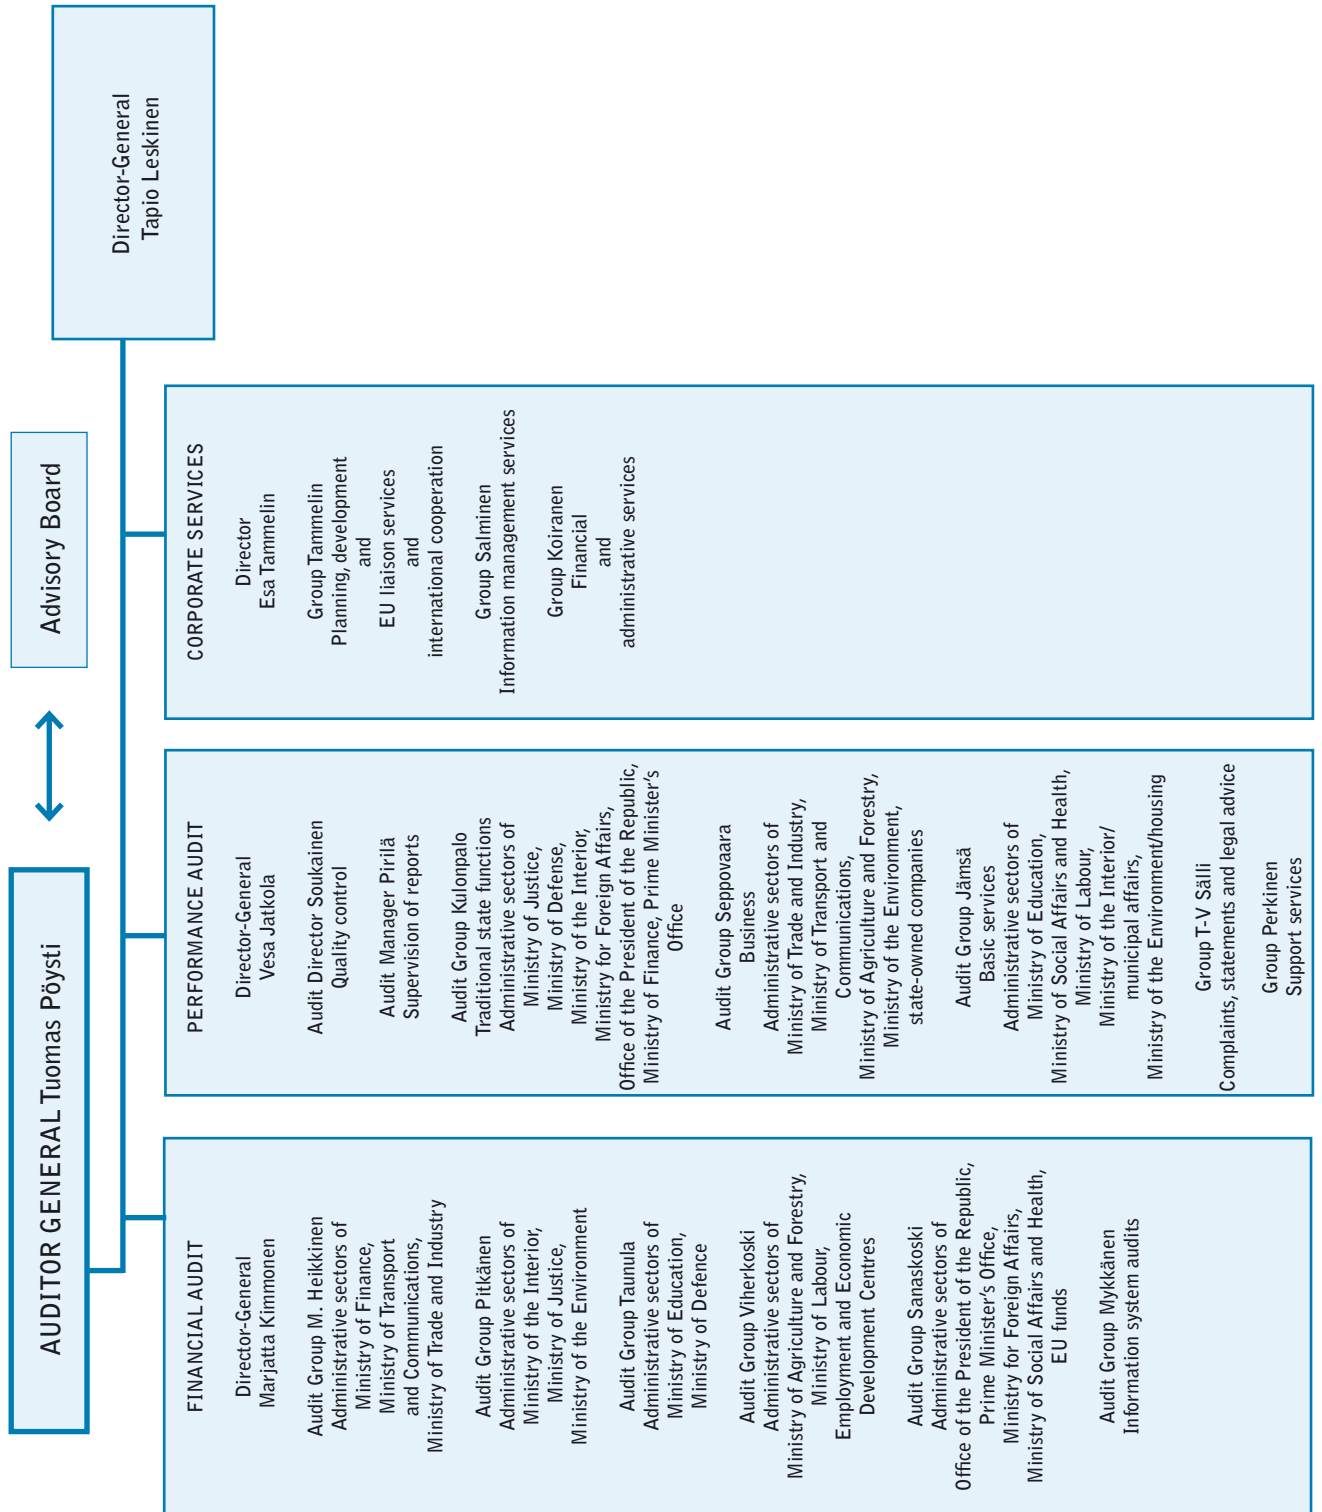 AUDITOR GENERAL Tuomas Pöysti
Advisory Board
Director-General
Tapio Leskinen
FINANCIAL AUDIT
Director-General
Marjatta Kimmonen
Audit Group M. Heikkinen
Administrative sectors of
Ministry of Finance,
Ministry of Transport
and Communications,
Ministry of Trade and Industry
Audit Group Pitkänen
Administrative sectors of
Ministry of the Interior,
Ministry of Justice,
Ministry of the Environment
Audit Group Taunula
Administrative sectors of
Ministry of Education,
Ministry of Defence
Audit Group Viherkoski
Administrative sectors of
Ministry of Agriculture and Forestry,
Ministry of Labour,
Employment and Economic
Development Centres
Audit Group Sanaskoski
Administrative sectors of
Office of the President of the Republic,
Prime Minister's Office,
Ministry for Foreign Affairs,
Ministry of Social Affairs and Health,
EU funds
Audit Group Mykkänen
Information system audits
PERFORMANCE AUDIT
Director-General
Vesa Jatkola
Audit Director Soukainen
Quality control
Audit Manager Pirilä
Supervision of reports
Audit Group Kulonpalo
Traditional state functions
Administrative sectors of
Ministry of Justice,
Ministry of Defense,
Ministry of the Interior,
Ministry for Foreign Affairs,
Office of the President of the Republic,
Ministry of Finance, Prime Minister's
Office
Audit Group Seppovaara
Business
Administrative sectors of
Ministry of Trade and Industry,
Ministry of Transport and
Communications,
Ministry of Agriculture and Forestry,
Ministry of the Environment,
state-owned companies
Audit Group Jämsä
Basic services
Administrative sectors of
Ministry of Education,
Ministry of Social Affairs and Health,
Ministry of Labour,
Ministry of the Interior/
municipal affairs,
Ministry of the Environment/housing
Group T-V Sälli
Complaints, statements and legal advice
Group Perkinen
Support services
CORPORATE SERVICES
Director
Esa Tammelin
Group Tammelin
Planning, development
and
EU liaison services
and
international cooperation
Group Salminen
Information management services
Group Koiranen
Financial
and
administrative services